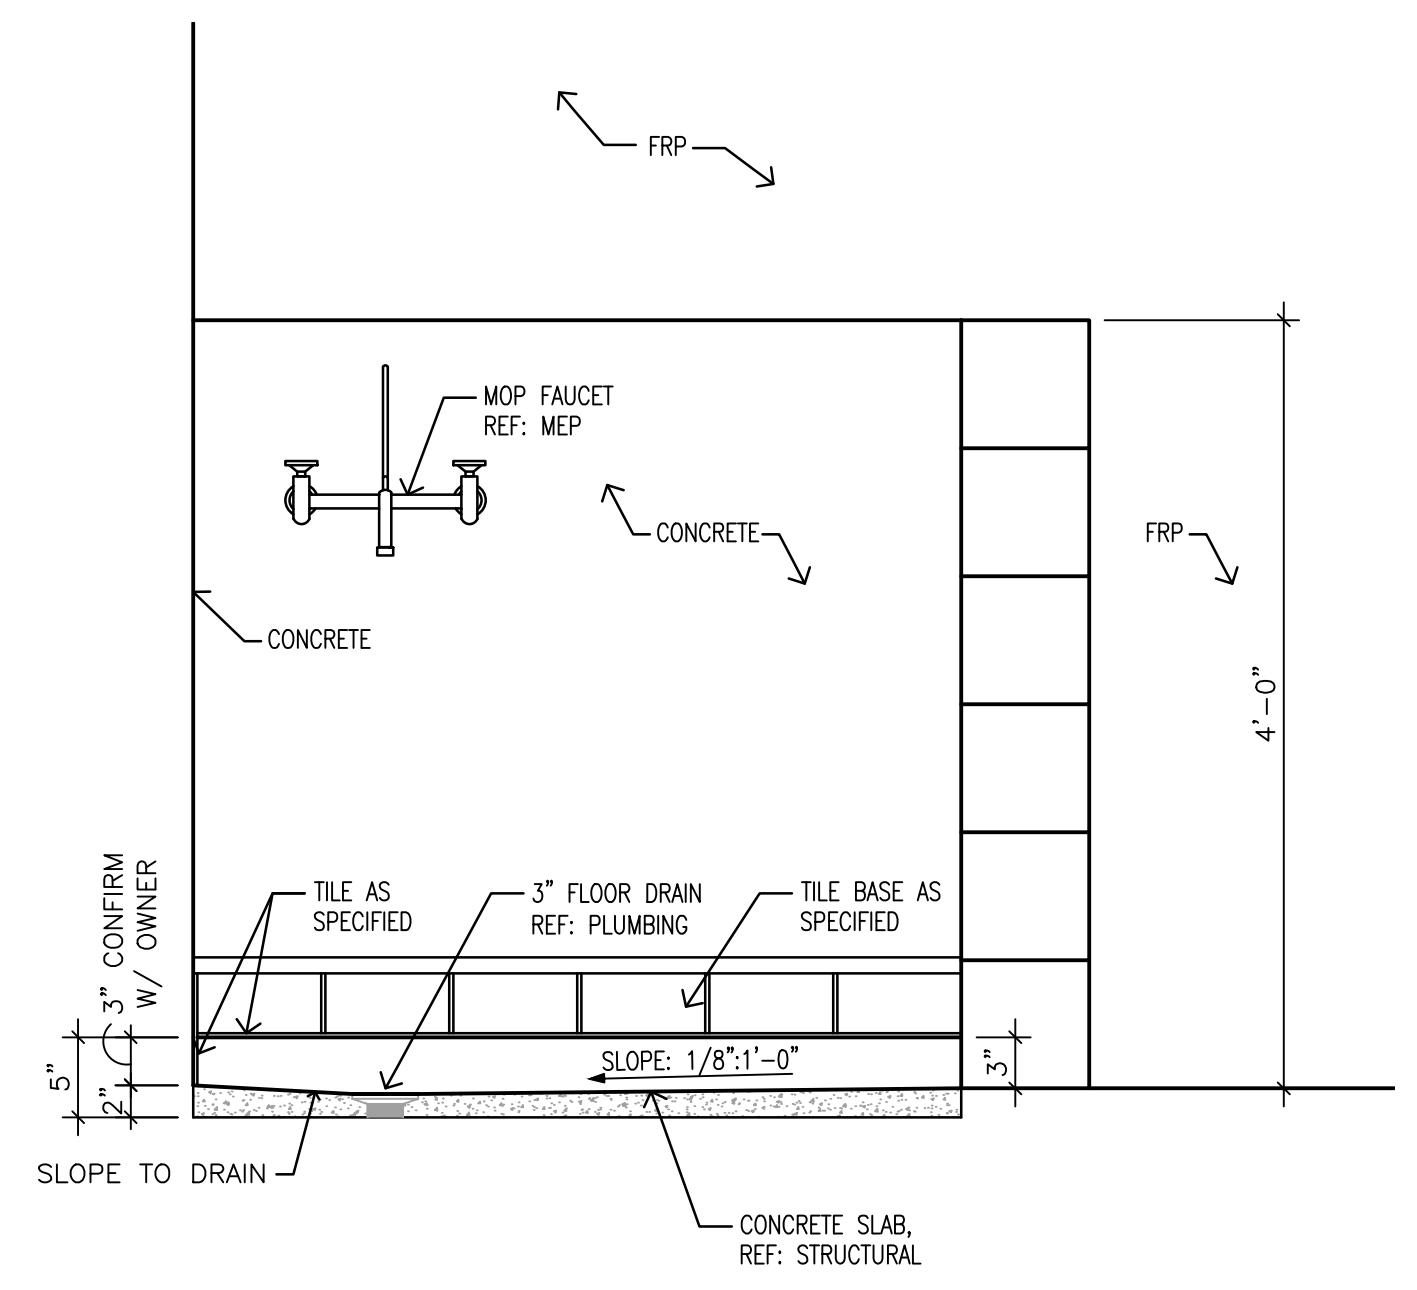 FRP
MOP FAUCET
REF: MEP
CONCRETE
FRP
CONCRETE
4'-0"
3" CONFIRM
W/ OWNER
TILE AS
SPECIFIED
3" FLOOR DRAIN
REF: PLUMBING
TILE BASE AS
SPECIFIED
SLOPE: 1/8":1'-0"
3"
5"
2"
SLOPE TO DRAIN
CONCRETE SLAB,
REF: STRUCTURAL